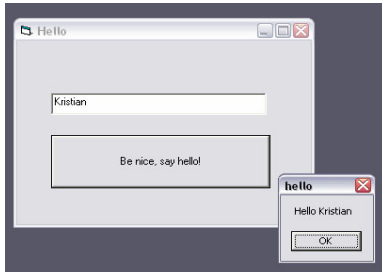 Hello
Kristian
Be nice, say hello!
hello
Hello Kristian
OK